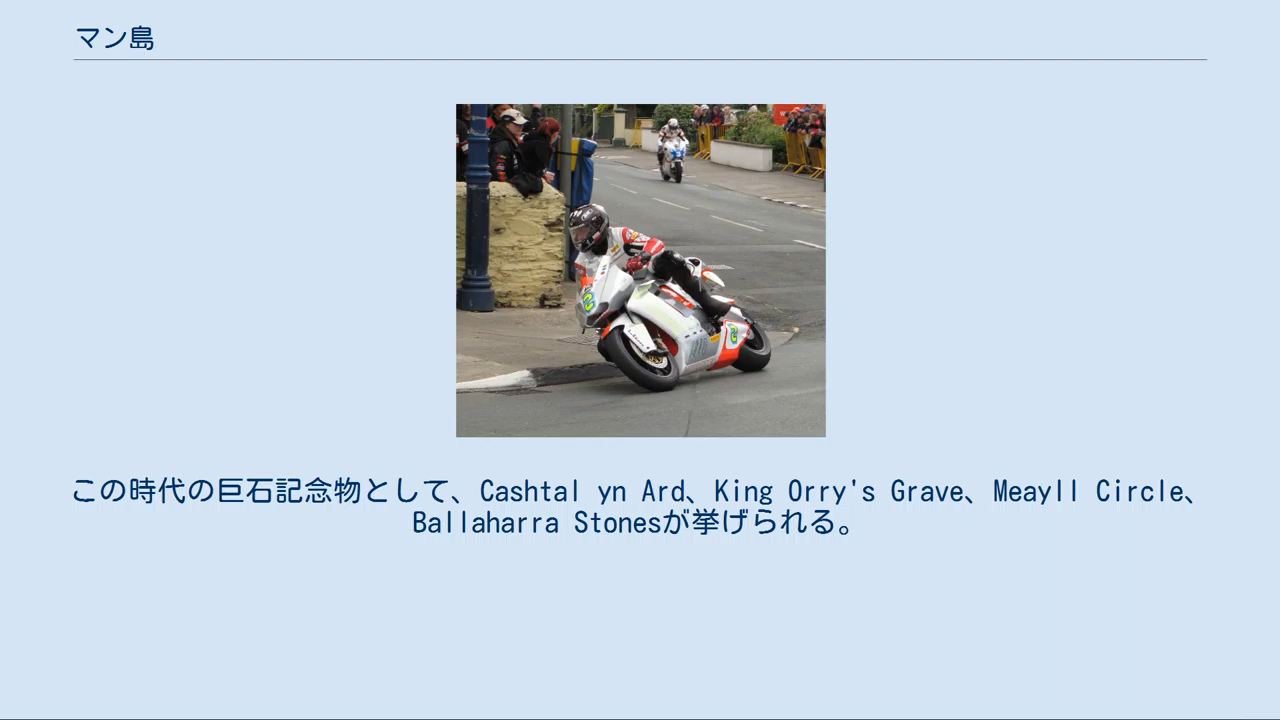 マン島
この時代の巨石記念物として、Cashtal yn Ard、King Orry's Grave、Meayll Circle、
Ballaharra Stonesが挙げられる。